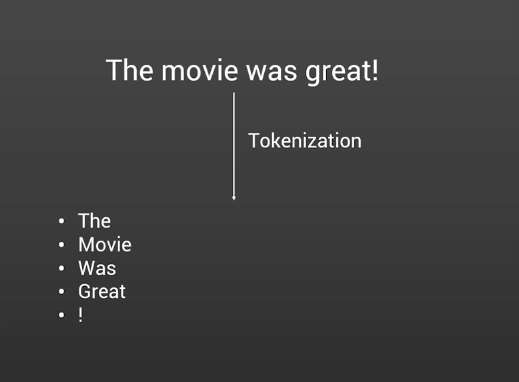 The movie was great!
Tokenization
• The
• Movie
• Was
• Great
• !